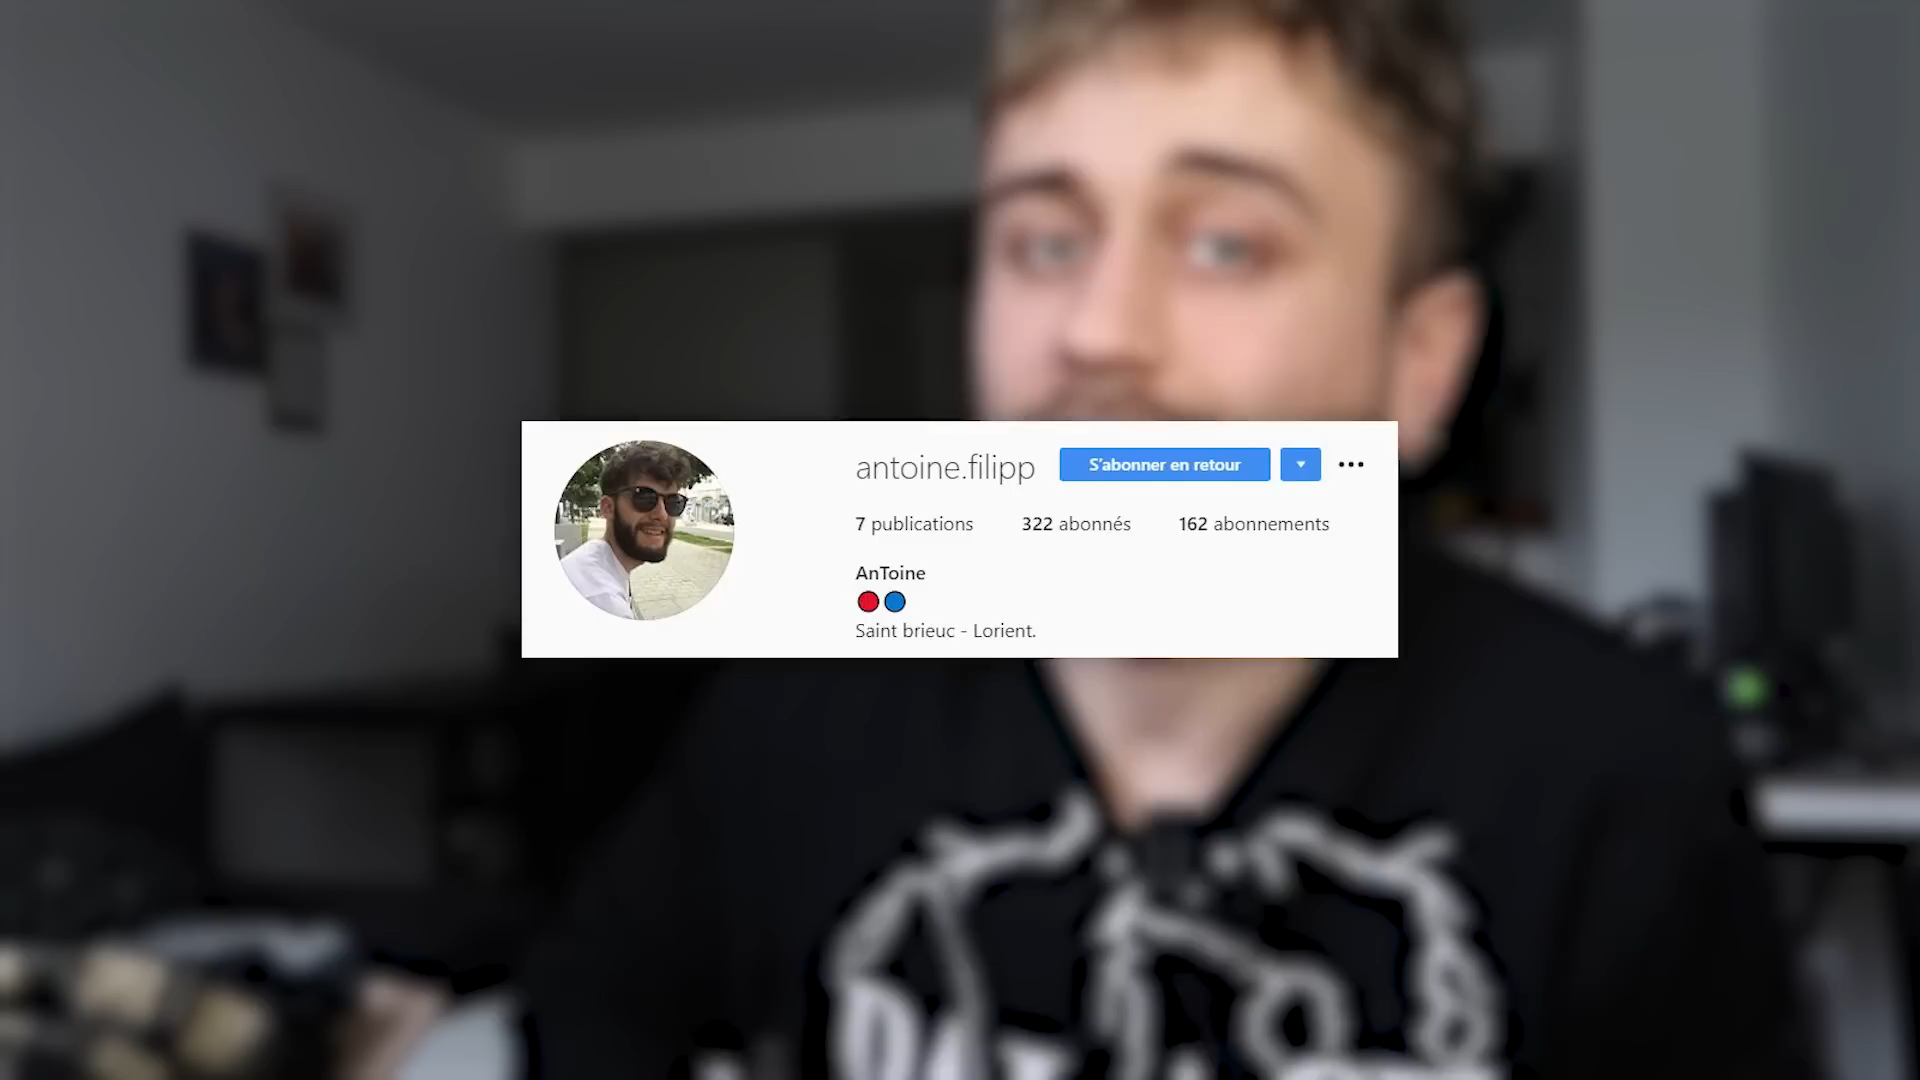 antoine.filipp S'abonner en retour
7 publications 322 abonnés 162 abonnements
AnToine
🔴🔵
Saint brieuc - Lorient.